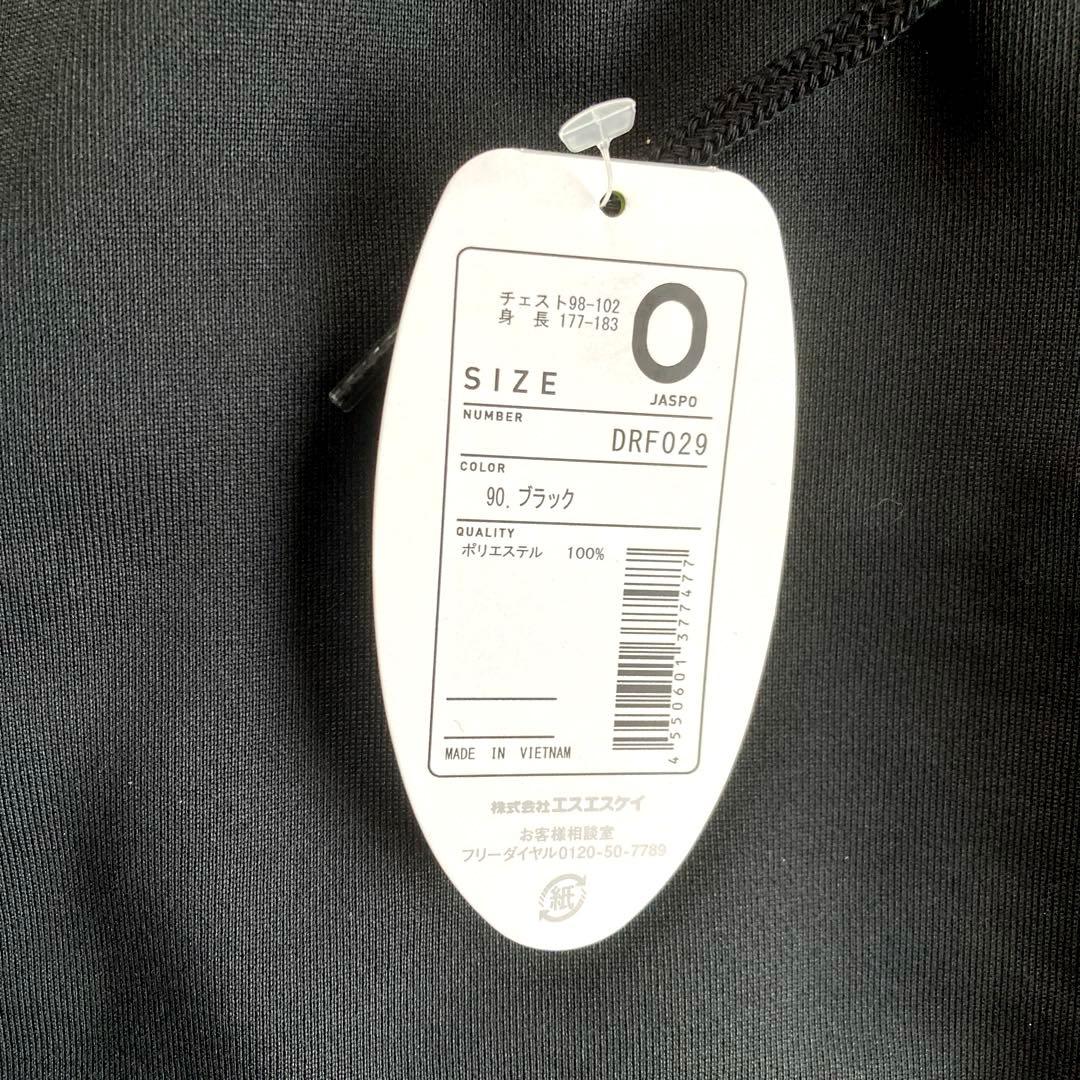 チェスト98-102
身 長 177-183
O
SIZE
JASPO
NUMBER
DRF029
COLOR
90.ブラック
QUALITY
ポリエステル 100%
4550601377477
MADE IN VIETNAM
株式会社エスエスケイ
お客様相談室
フリーダイヤル0120-50-7789
紙